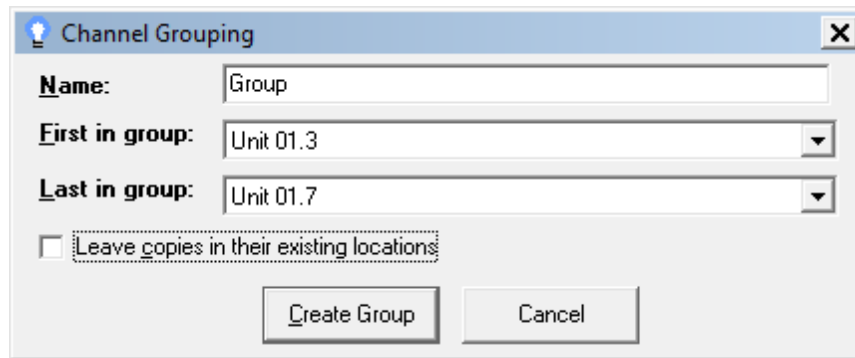 Channel Grouping
Name: Group
First in group: Unit 01.3
Last in group: Unit 01.7
Leave copies in their existing locations
Create Group Cancel